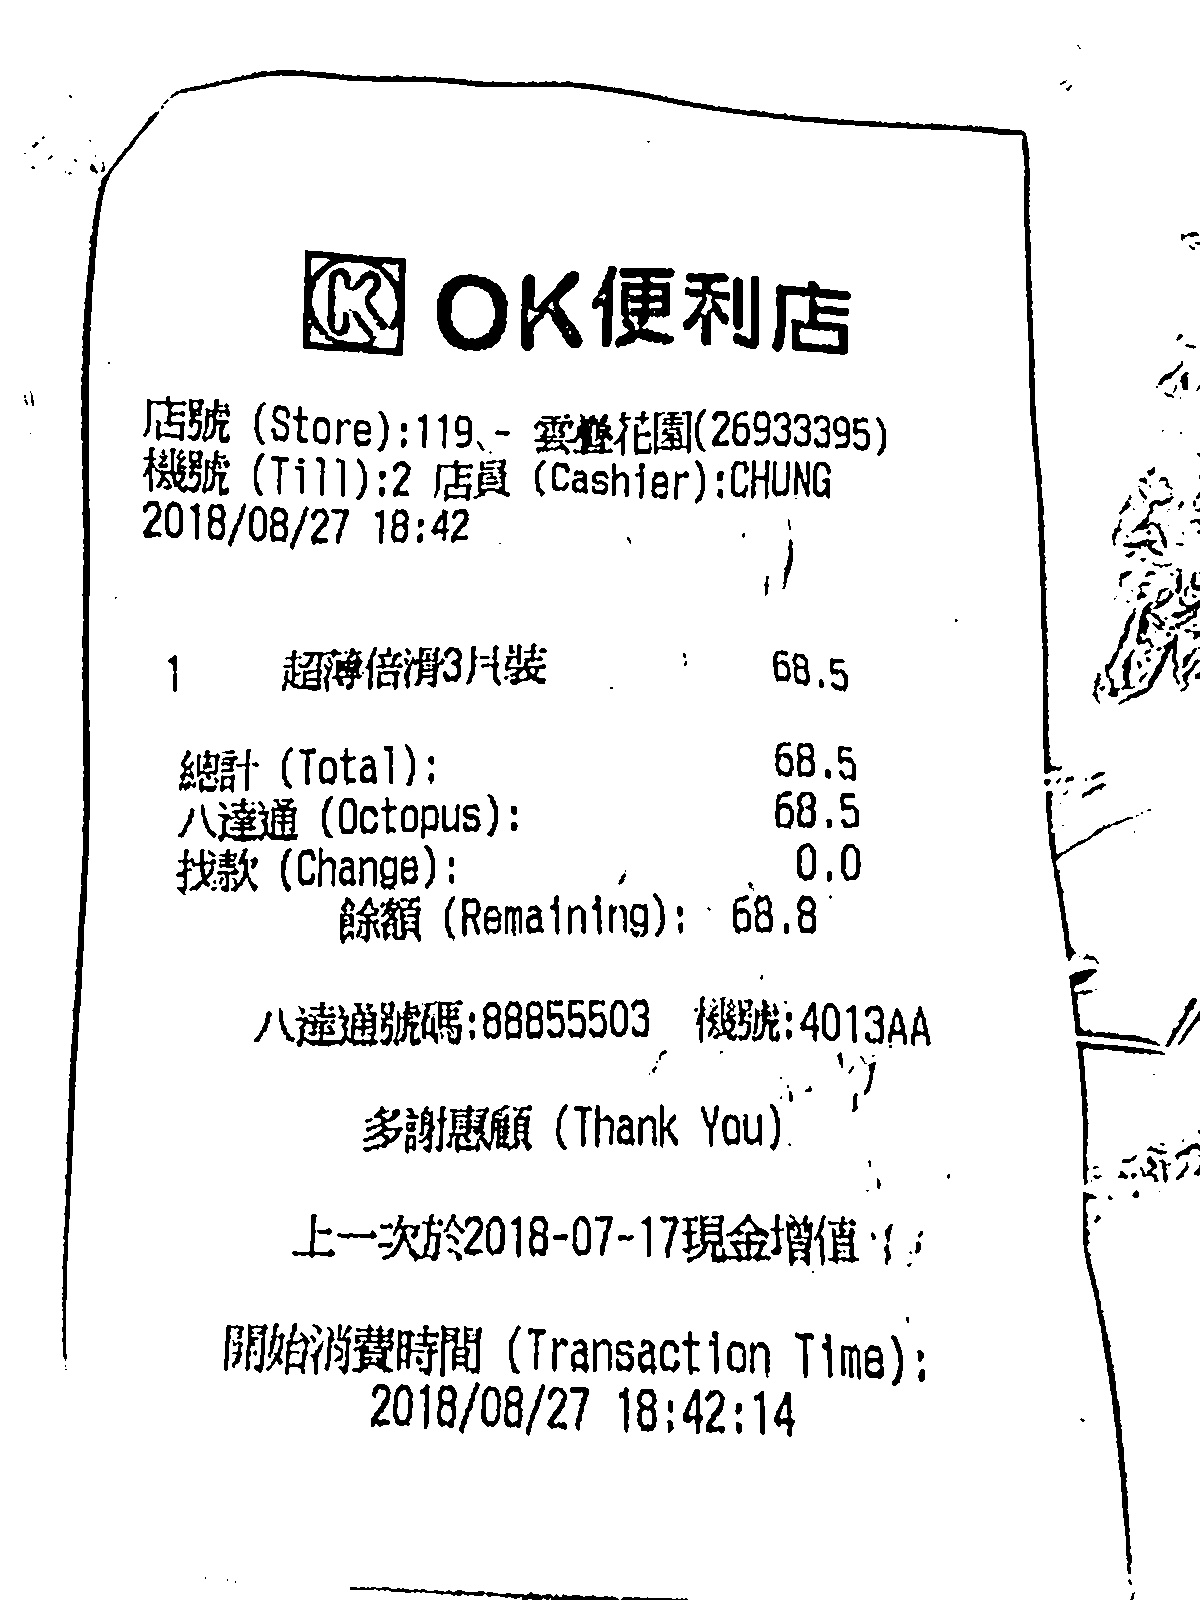 OK便利店
店號 (Store):119 - 雲疊花園(26933395)
機號 (Till):2 店員 (Cashier):CHUNG
2018/08/27 18:42
1 超薄倍滑3片裝 68.5
總計 (Total): 68.5
八達通 (Octopus): 68.5
找款 (Change): 0.0
餘額 (Remaining): 68.8
八達通號碼:88855503 機號:4013AA
多謝惠顧 (Thank You)
上一次於2018-07-17現金增值
開始消費時間 (Transaction Time):
2018/08/27 18:42:14